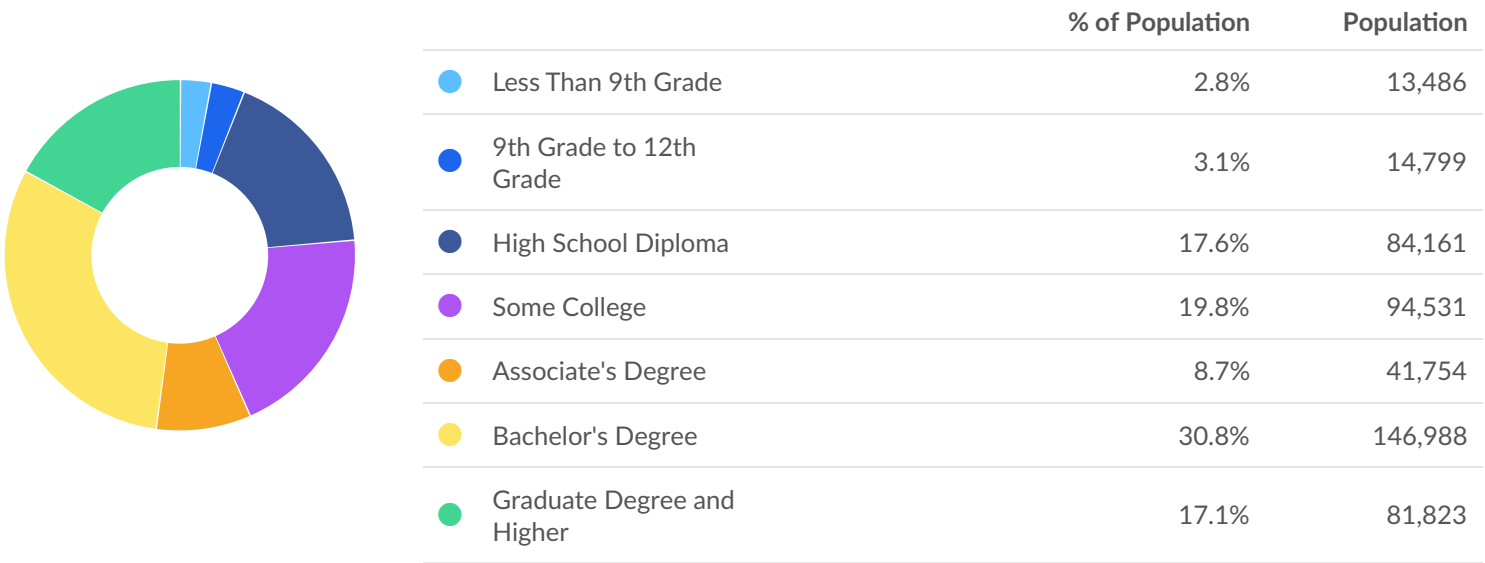 % of Population Population
Less Than 9th Grade 2.8% 13,486
9th Grade to 12th
Grade 3.1% 14,799
High School Diploma 17.6% 84,161
Some College 19.8% 94,531
Associate's Degree 8.7% 41,754
Bachelor's Degree 30.8% 146,988
Graduate Degree and
Higher 17.1% 81,823